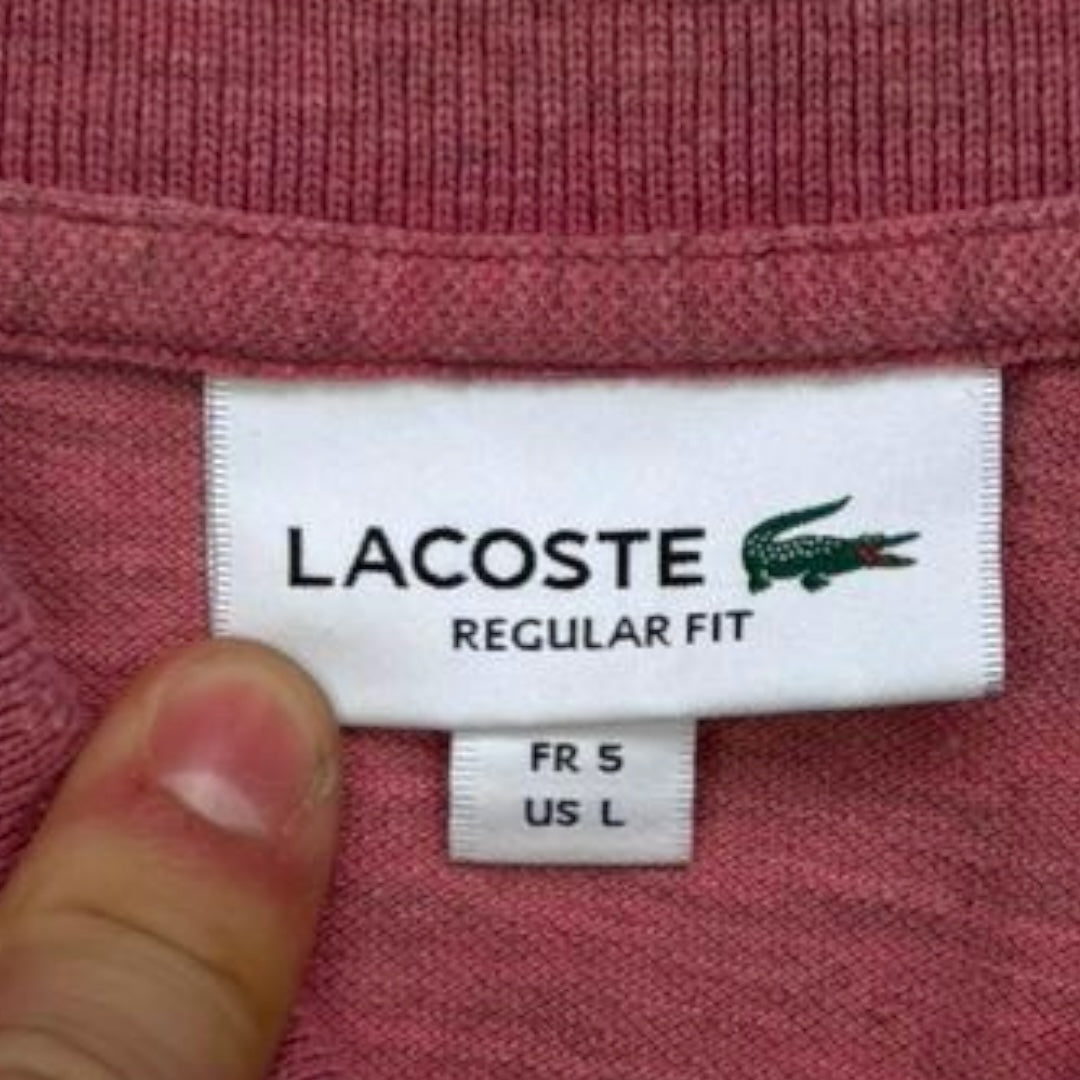 LACOSTE
REGULAR FIT
FR 5
US L